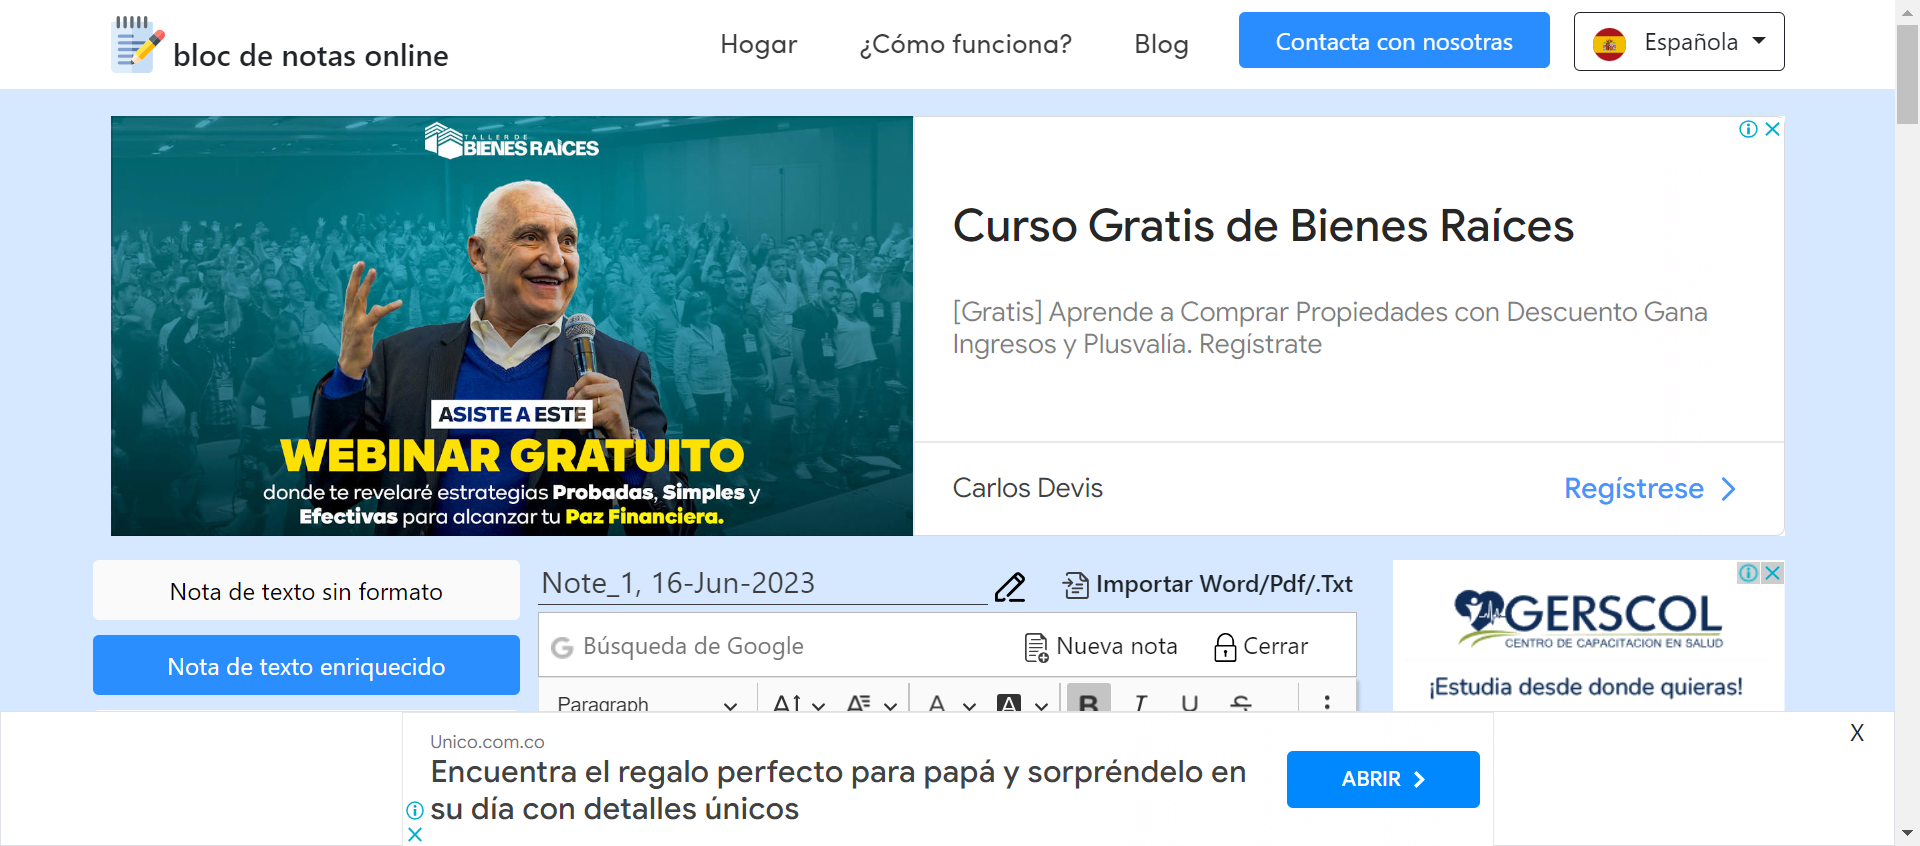 bloc de notas online
Hogar
¿Cómo funciona?
Blog
Contacta con nosotras
Española
TALLER DE
BIENES RAÍCES
ASISTE A ESTE
WEBINAR GRATUITO
donde te revelaré estrategias Probadas, Simples y
Efectivas para alcanzar tu Paz Financiera.
Curso Gratis de Bienes Raíces
[Gratis] Aprende a Comprar Propiedades con Descuento Gana
Ingresos y Plusvalía. Regístrate
Carlos Devis
Regístrese
Nota de texto sin formato
Nota de texto enriquecido
Note_1, 16-Jun-2023
Importar Word/Pdf/.Txt
G Búsqueda de Google
Nueva nota
Cerrar
Paragraph
A
A
A
A
B
I
U
S
GERSCOL
CENTRO DE CAPACITACION EN SALUD
¡Estudia desde donde quieras!
X
Unico.com.co
Encuentra el regalo perfecto para papá y sorpréndelo en
su día con detalles únicos
ABRIR